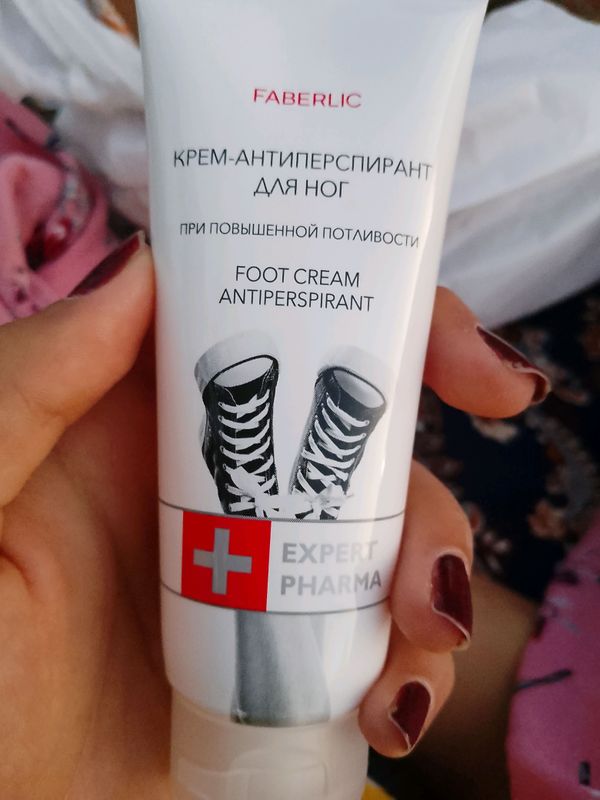 FABERLIC
КРЕМ-АНТИПЕРСПИРАНТ
ДЛЯ НОГ
ПРИ ПОВЫШЕННОЙ ПОТЛИВОСТИ
FOOT CREAM
ANTIPERSPIRANT
EXPERT
PHARMA